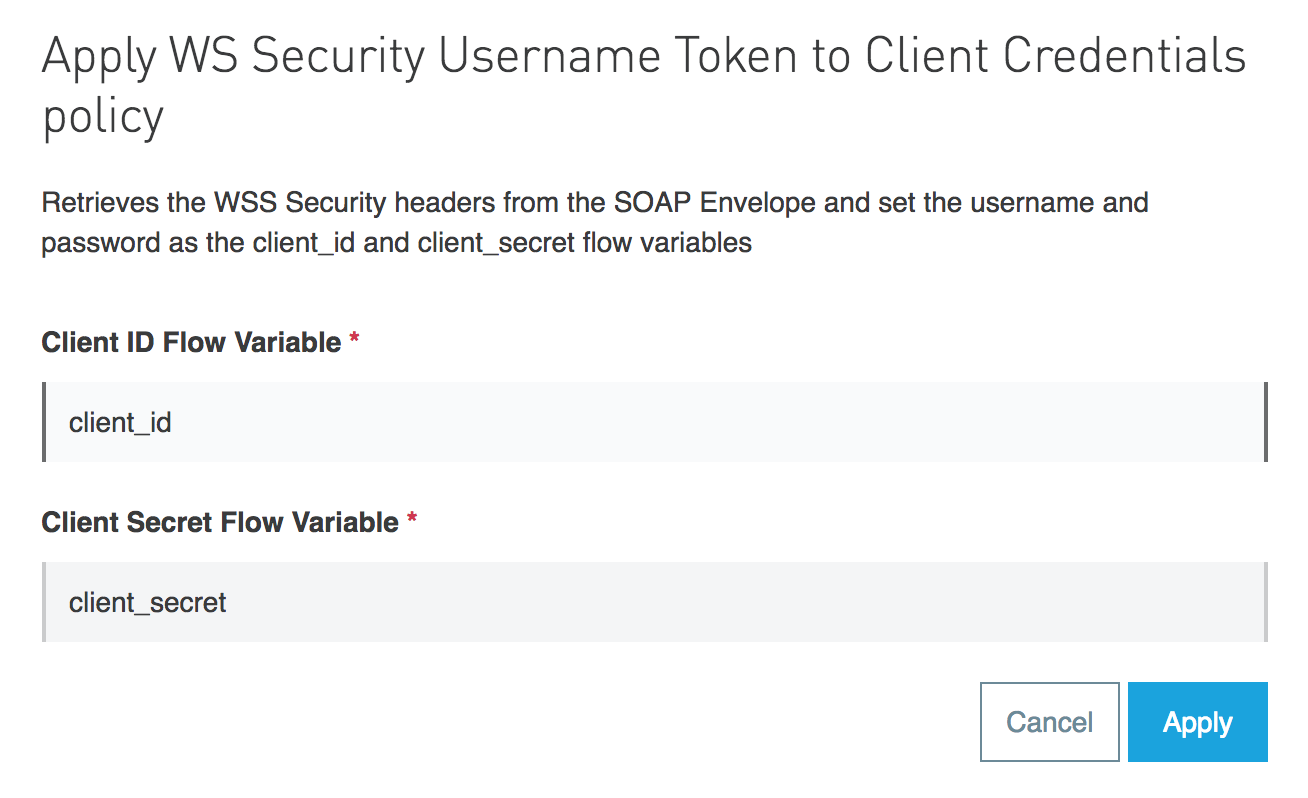 Apply WS Security Username Token to Client Credentials
policy
Retrieves the WSS Security headers from the SOAP Envelope and set the username and
password as the client_id and client_secret flow variables
Client ID Flow Variable *
client_id
Client Secret Flow Variable *
client_secret
Cancel Apply